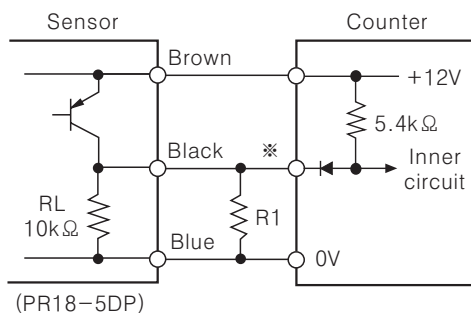 Sensor
Counter
Brown
+12V
5.4kΩ
Black
※
Inner
circuit
RL
10kΩ
R1
Blue
0V
(PR18-5DP)